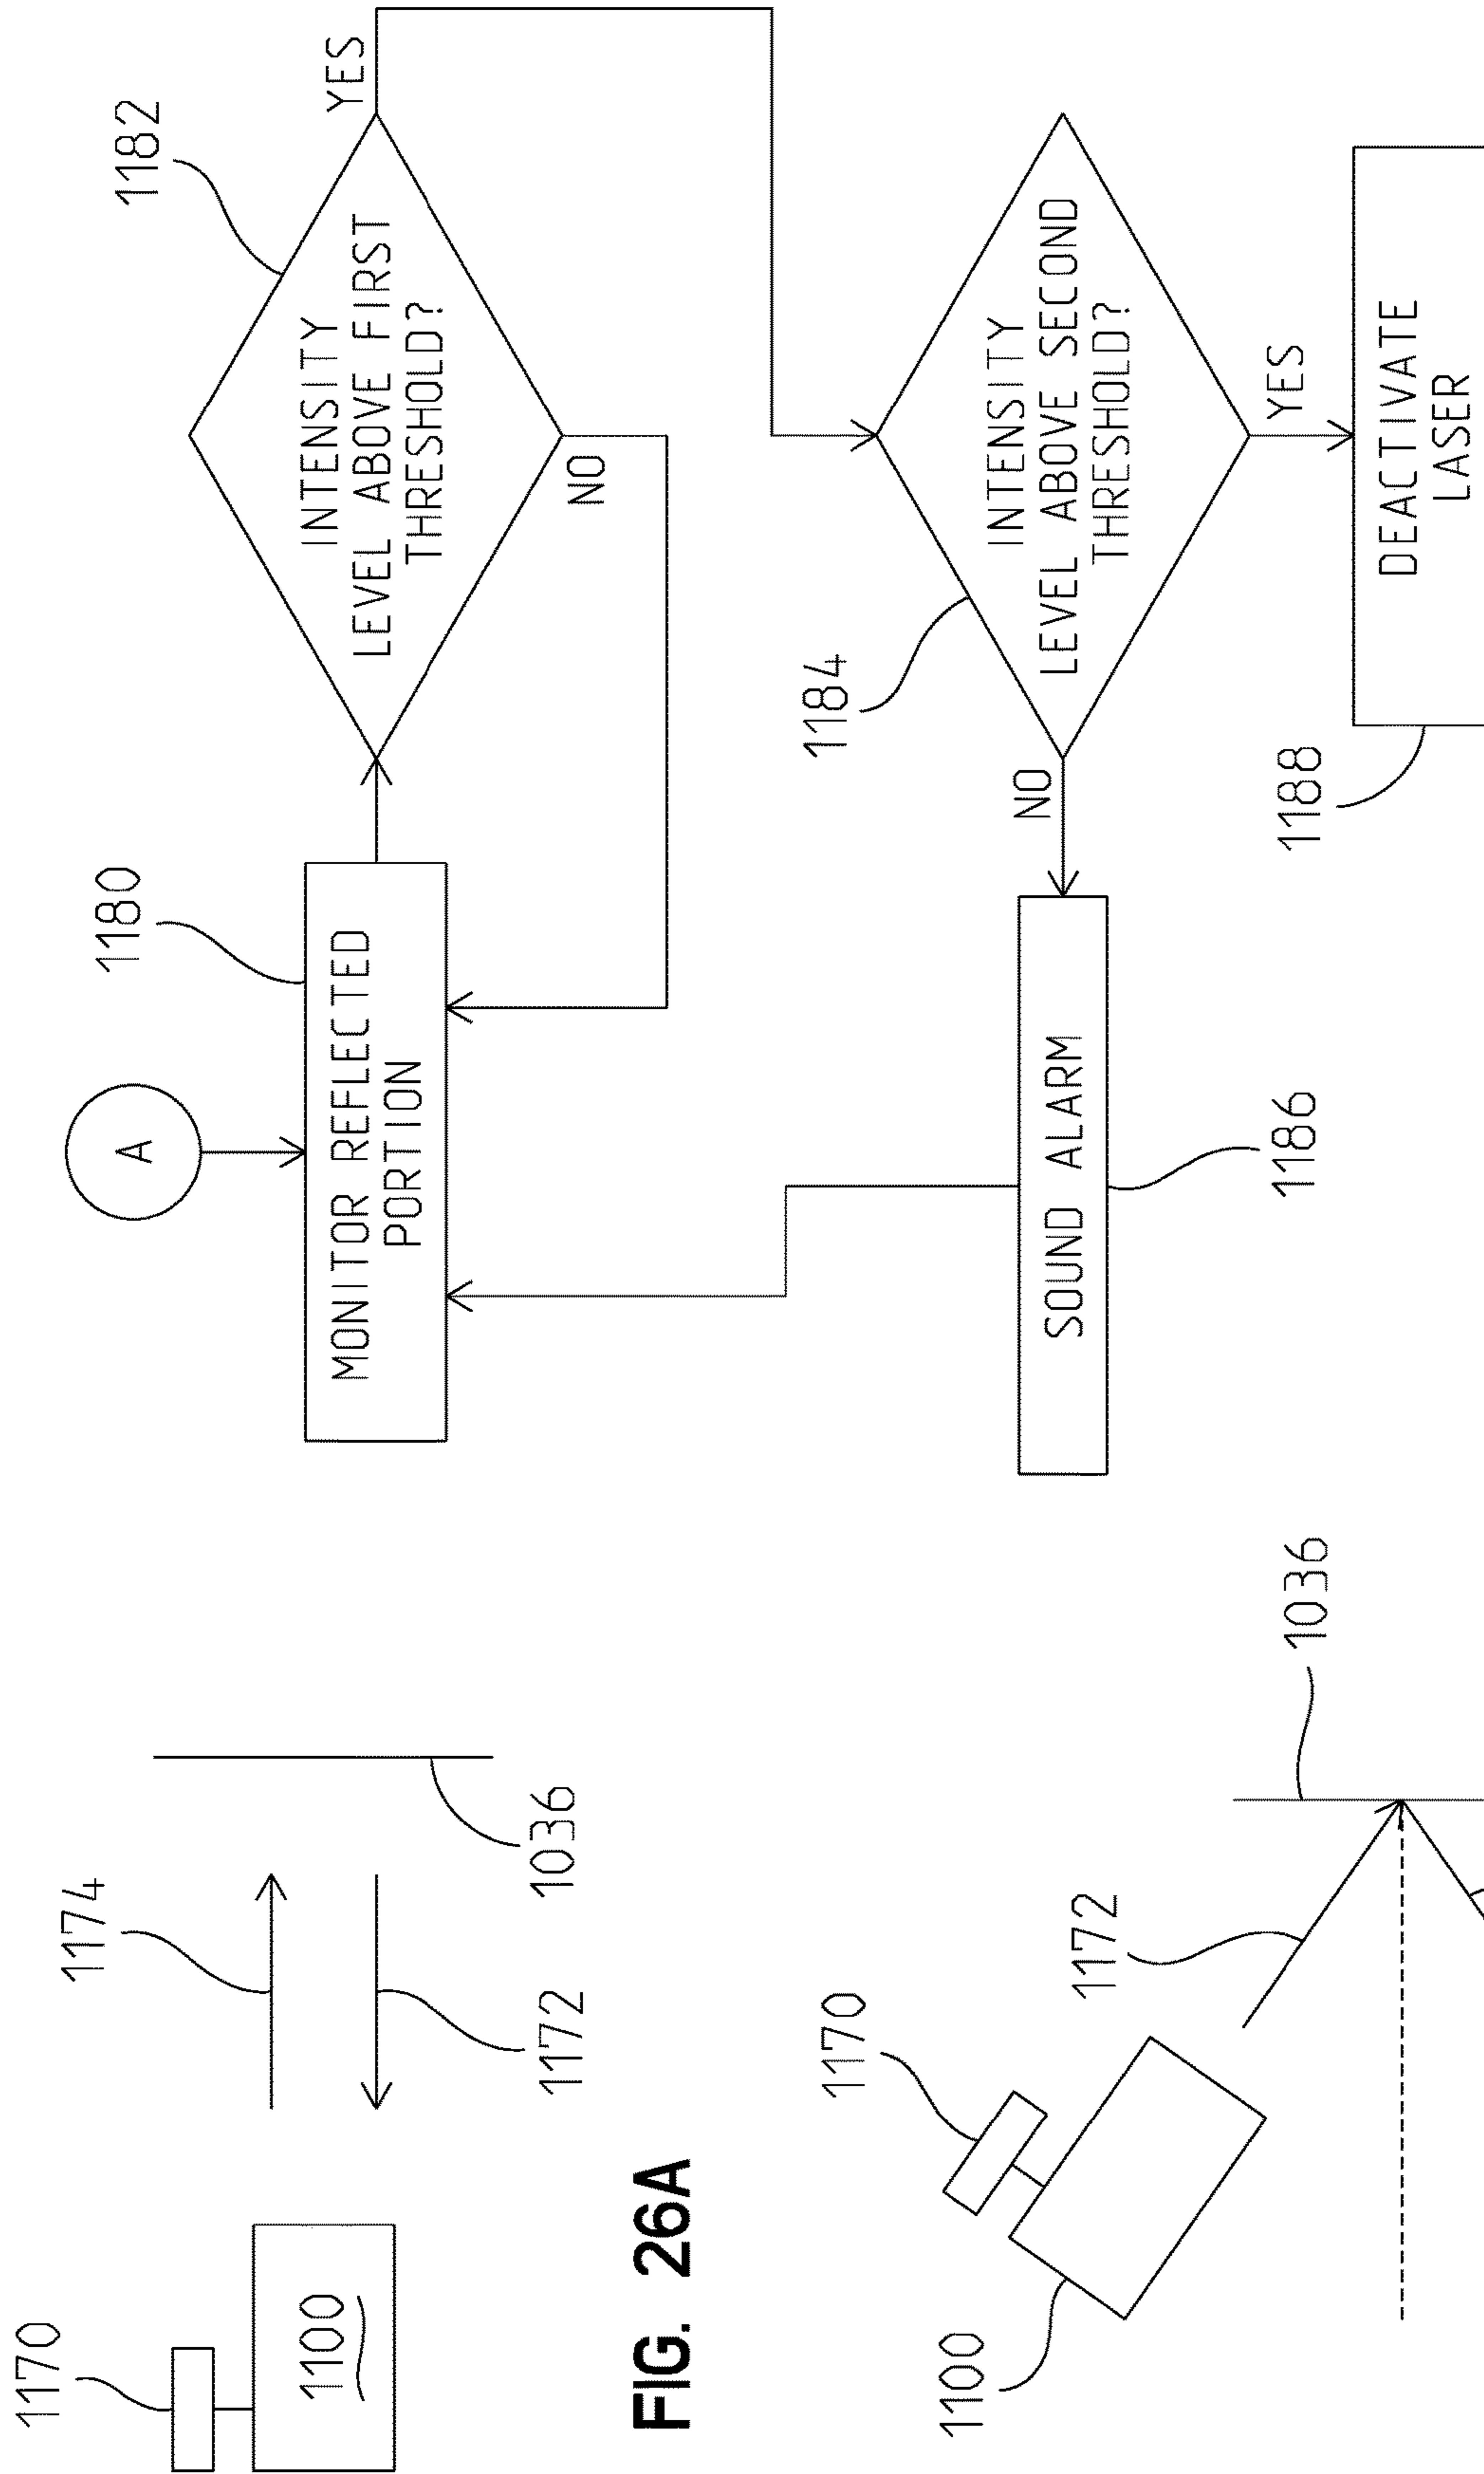 1170
1100
1174
1172
1036
FIG. 26A
1170
1100
1172
1036
A
1180
MONITOR REFLECTED
PORTION
1182
INTENSITY
LEVEL ABOVE FIRST
THRESHOLD?
YES
NO
1184
INTENSITY
LEVEL ABOVE SECOND
THRESHOLD?
NO
YES
SOUND ALARM
1186
DEACTIVATE
LASER
1188